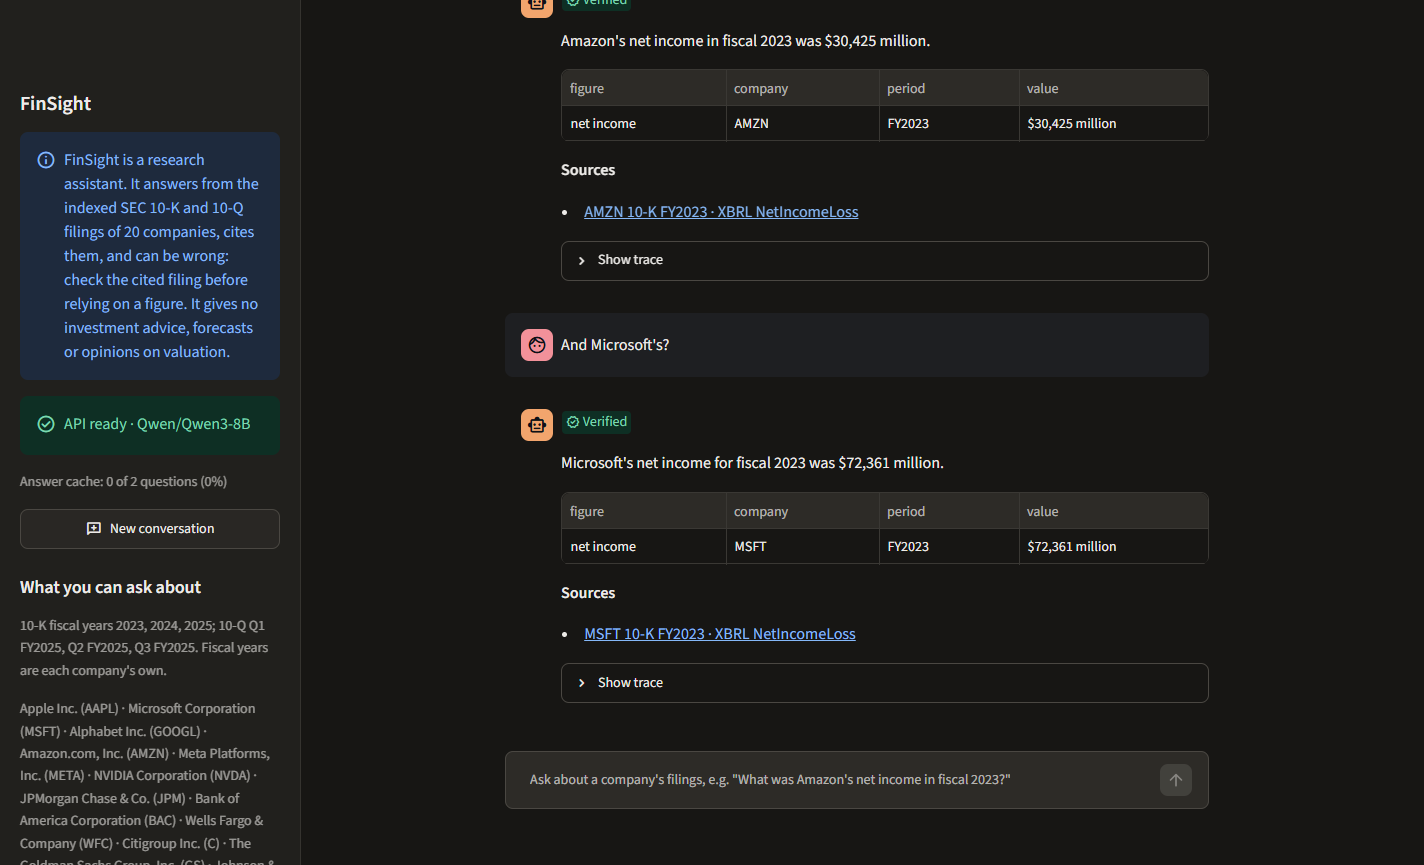 FinSight
FinSight is a research
assistant. It answers from the
indexed SEC 10-K and 10-Q
filings of 20 companies, cites
them, and can be wrong:
check the cited filing before
relying on a figure. It gives no
investment advice, forecasts
or opinions on valuation.
API ready · Qwen/Qwen3-8B
Answer cache: 0 of 2 questions (0%)
New conversation
What you can ask about
10-K fiscal years 2023, 2024, 2025; 10-Q Q1
FY2025, Q2 FY2025, Q3 FY2025. Fiscal years
are each company's own.
Apple Inc. (AAPL) · Microsoft Corporation
(MSFT) · Alphabet Inc. (GOOGL) ·
Amazon.com, Inc. (AMZN) · Meta Platforms,
Inc. (META) · NVIDIA Corporation (NVDA) ·
JPMorgan Chase & Co. (JPM) · Bank of
America Corporation (BAC) · Wells Fargo &
Company (WFC) · Citigroup Inc. (C) · The
Goldman Sachs Group, Inc. (GS) · Johnson &
Verified
Amazon's net income in fiscal 2023 was $30,425 million.
figure company period value
net income AMZN FY2023 $30,425 million
Sources
AMZN 10-K FY2023 · XBRL NetIncomeLoss
Show trace
And Microsoft's?
Verified
Microsoft's net income for fiscal 2023 was $72,361 million.
figure company period value
net income MSFT FY2023 $72,361 million
Sources
MSFT 10-K FY2023 · XBRL NetIncomeLoss
Show trace
Ask about a company's filings, e.g. "What was Amazon's net income in fiscal 2023?"